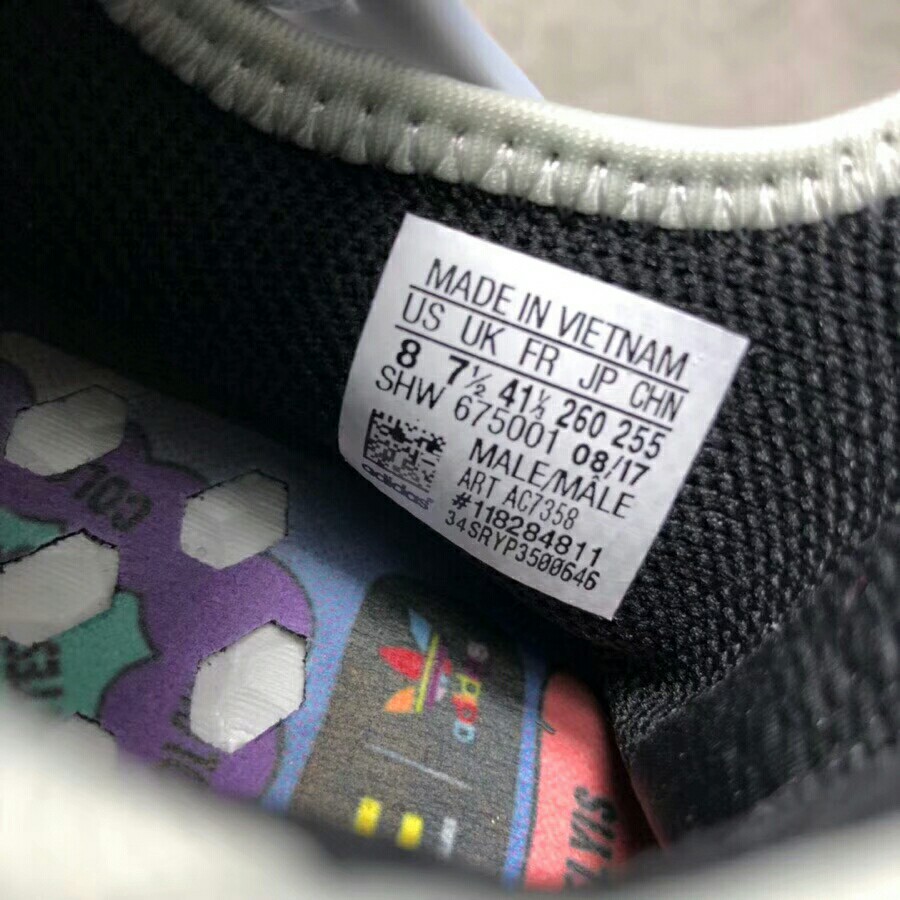 MADE IN VIETNAM
US UK FR JP CHN
8 7½ 41⅓ 260 255
SHW 675001 08/17
MALE/MÂLE
ART AC7358
#118284811
34SRYP3500646
adidas